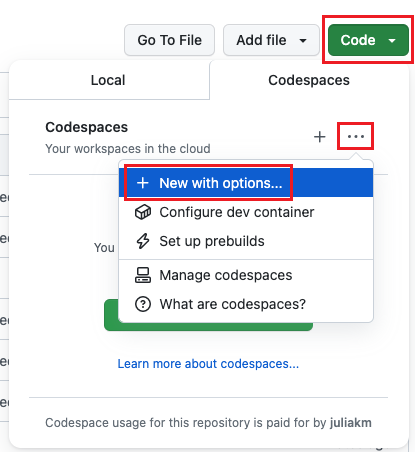 Go To File
Add file
Code
Local
Codespaces
Codespaces
Your workspaces in the cloud
New with options...
Configure dev container
You
Set up prebuilds
Manage codespaces
What are codespaces?
Learn more about codespaces...
Codespace usage for this repository is paid for by juliakm